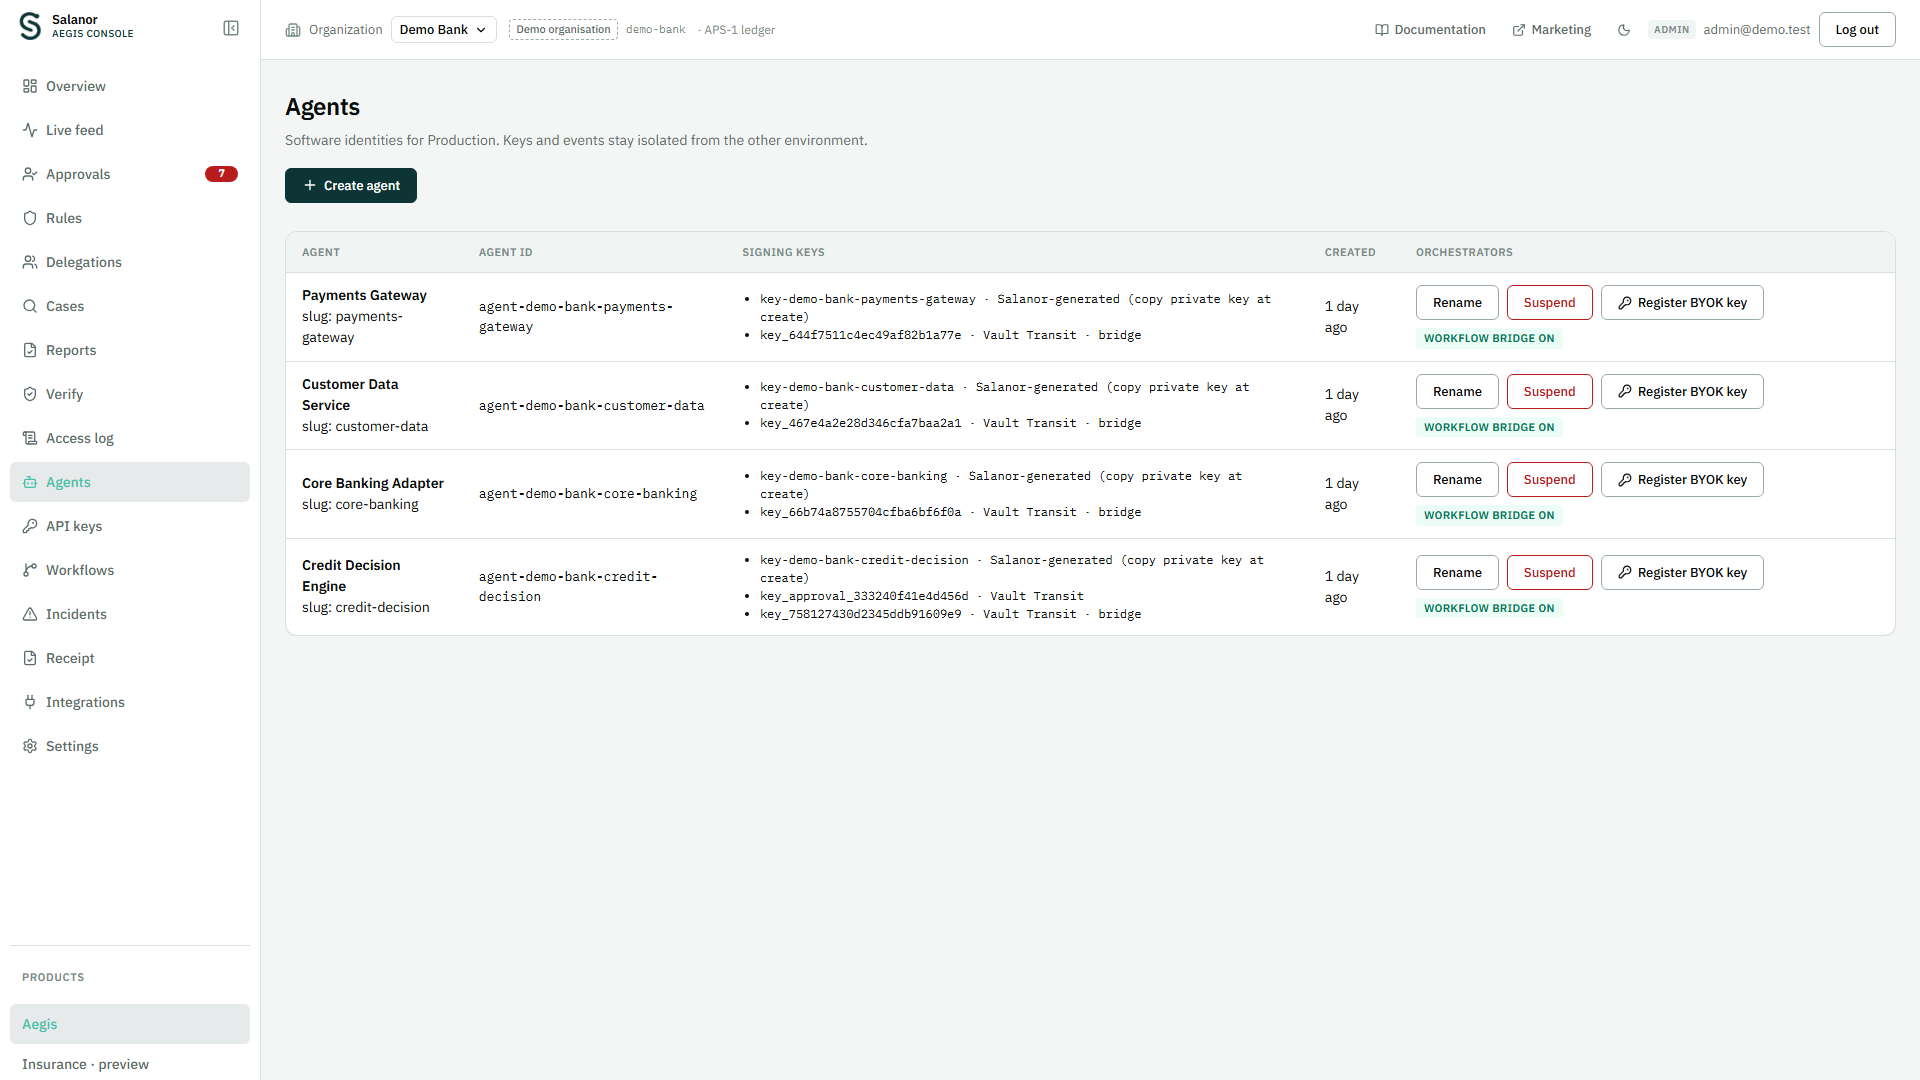 Salanor
AEGIS CONSOLE
Overview
Live feed
Approvals
7
Rules
Delegations
Cases
Reports
Verify
Access log
Agents
API keys
Workflows
Incidents
Receipt
Integrations
Settings
PRODUCTS
Aegis
Insurance · preview
Organization
Demo Bank
Demo organisation
demo-bank
· APS-1 ledger
Documentation
Marketing
ADMIN
admin@demo.test
Log out
Agents
Software identities for Production. Keys and events stay isolated from the other environment.
+ Create agent
AGENT
AGENT ID
SIGNING KEYS
CREATED
ORCHESTRATORS
Payments Gateway
slug: payments-
gateway
agent-demo-bank-payments-
gateway
• key-demo-bank-payments-gateway · Salanor-generated (copy private key at
create)
• key_644f7511c4ec49af82b1a77e · Vault Transit · bridge
1 day
ago
Rename
Suspend
Register BYOK key
WORKFLOW BRIDGE ON
Customer Data
Service
slug: customer-data
agent-demo-bank-customer-data
• key-demo-bank-customer-data · Salanor-generated (copy private key at
create)
• key_467e4a2e28d346cfa7baa2a1 · Vault Transit · bridge
1 day
ago
Rename
Suspend
Register BYOK key
WORKFLOW BRIDGE ON
Core Banking Adapter
slug: core-banking
agent-demo-bank-core-banking
• key-demo-bank-core-banking · Salanor-generated (copy private key at
create)
• key_66b74a8755704cfba6bf6f0a · Vault Transit · bridge
1 day
ago
Rename
Suspend
Register BYOK key
WORKFLOW BRIDGE ON
Credit Decision
Engine
slug: credit-decision
agent-demo-bank-credit-
decision
• key-demo-bank-credit-decision · Salanor-generated (copy private key at
create)
• key_approval_333240f41e4d456d · Vault Transit
• key_758127430d2345ddb91609e9 · Vault Transit · bridge
1 day
ago
Rename
Suspend
Register BYOK key
WORKFLOW BRIDGE ON